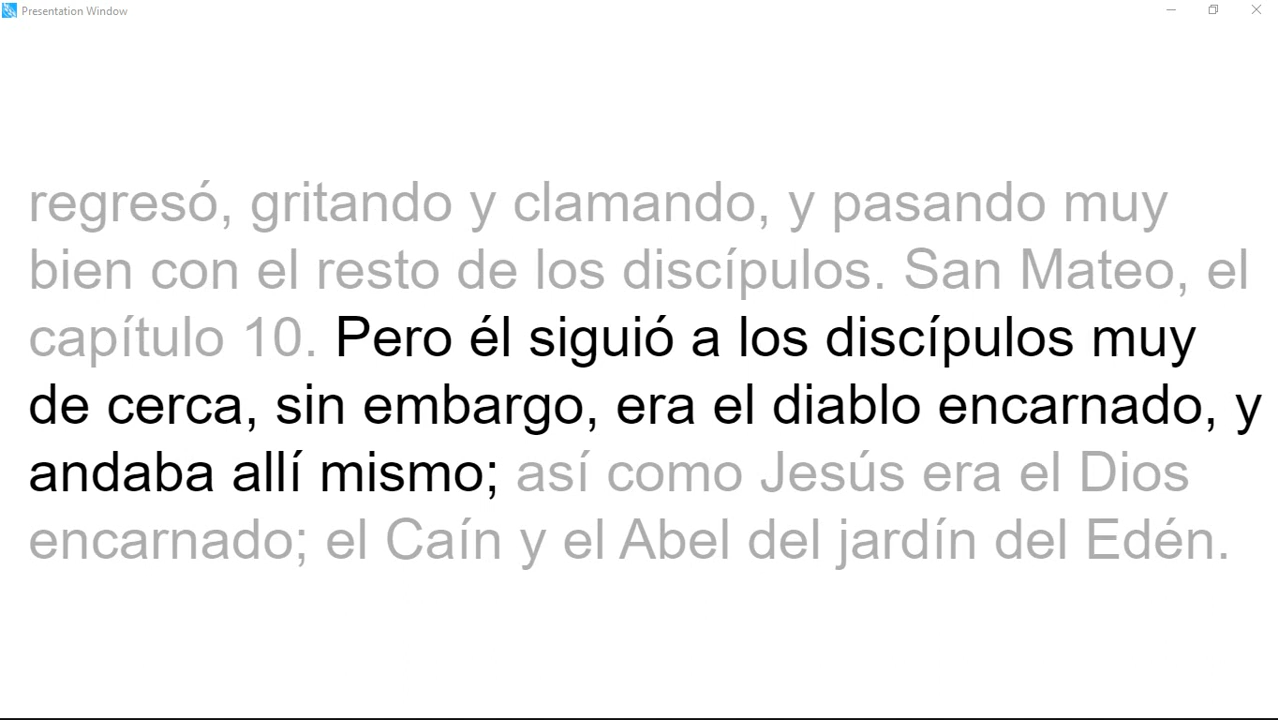 Presentation Window
regresó, gritando y clamando, y pasando muy
bien con el resto de los discípulos. San Mateo, el
capítulo 10. Pero él siguió a los discípulos muy
de cerca, sin embargo, era el diablo encarnado, y
andaba allí mismo; así como Jesús era el Dios
encarnado; el Caín y el Abel del jardín del Edén.